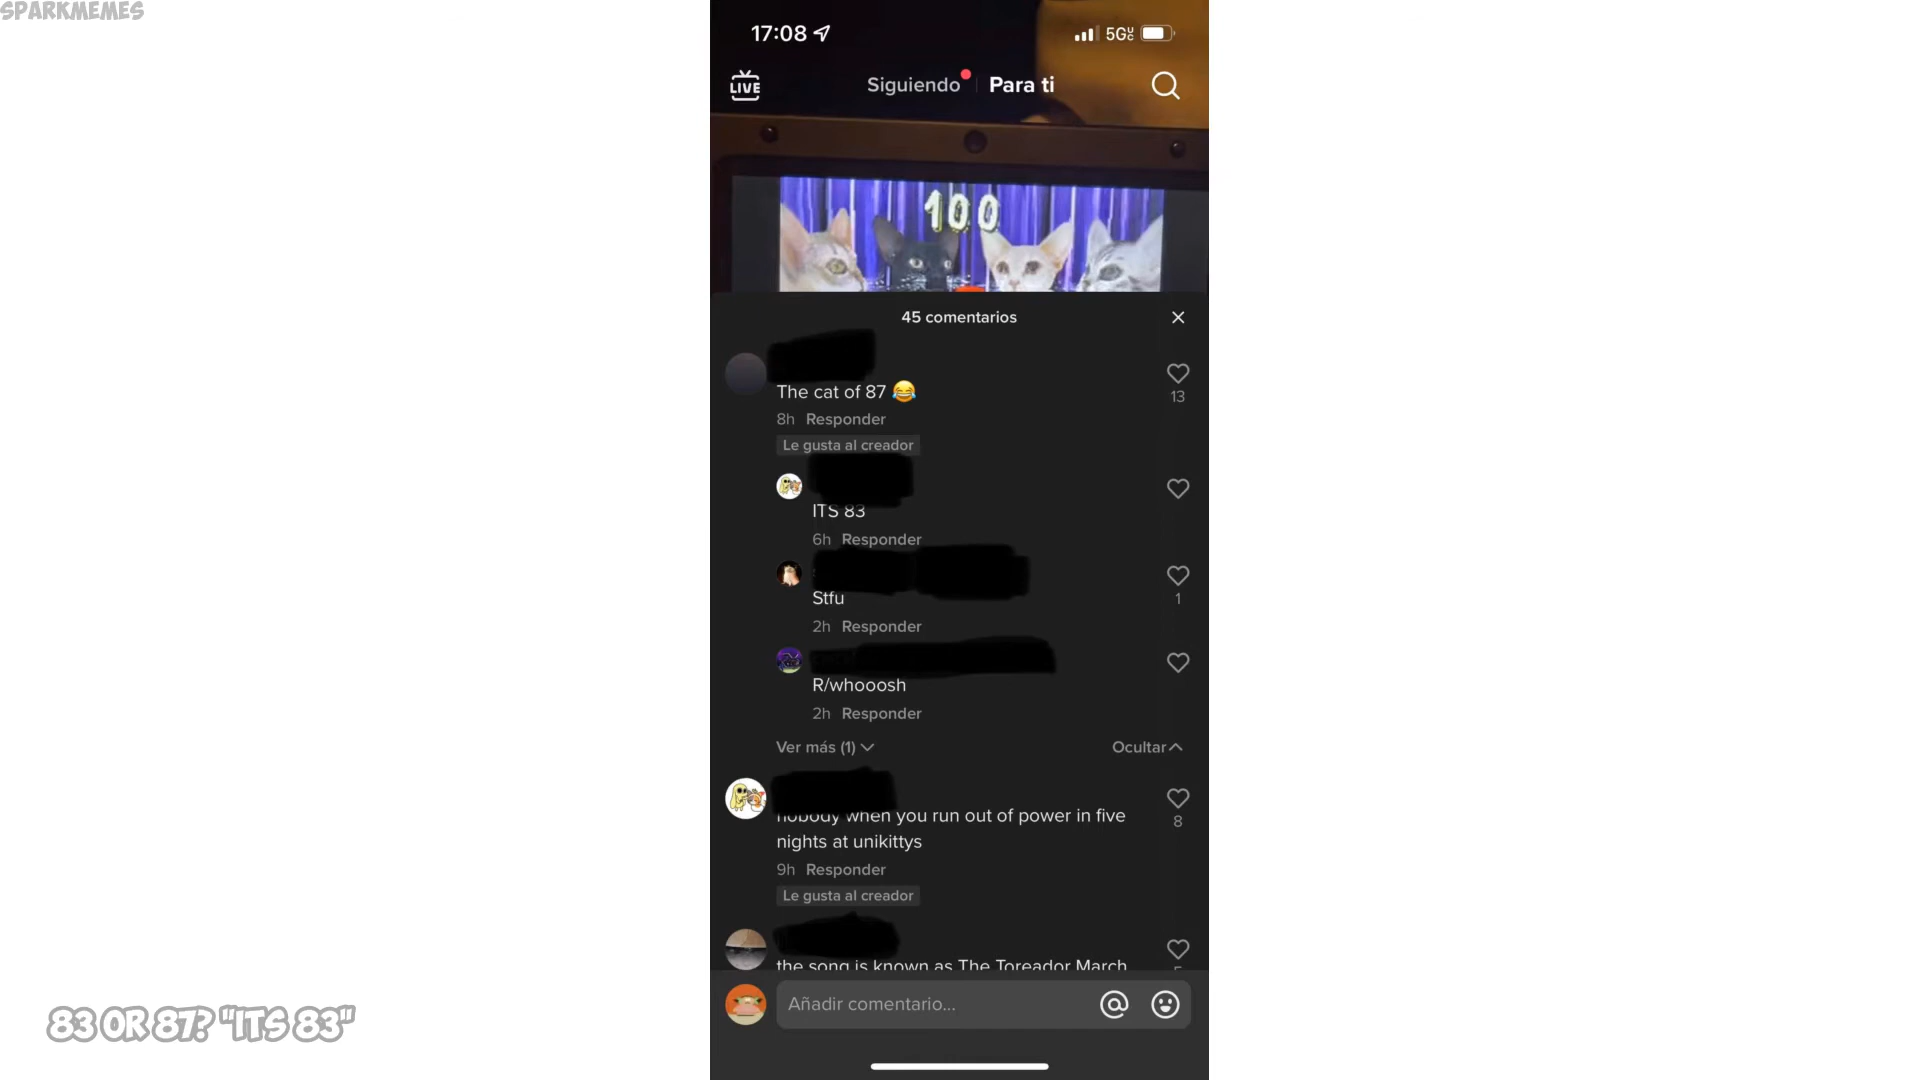 SPARKMEMES
17:08
5G UC
LIVE
Siguiendo
Para ti
100
45 comentarios
The cat of 87 😂
13
8h Responder
Le gusta al creador
ITS 83
6h Responder
Stfu
1
2h Responder
R/whooosh
2h Responder
Ver más (1)
Ocultar
nobody when you run out of power in five
nights at unikittys
8
9h Responder
Le gusta al creador
the song is known as The Toreador March
Añadir comentario...
83 OR 87? "ITS 83"